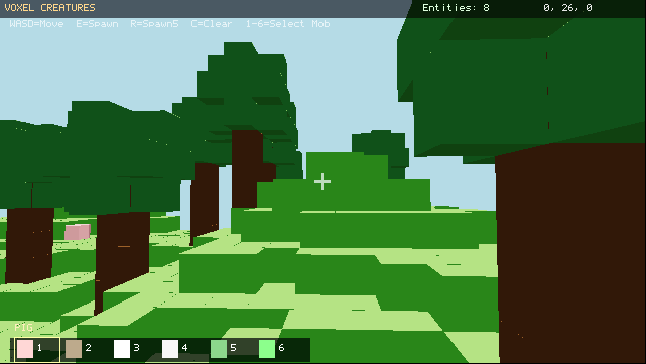 VOXEL CREATURES
Entities: 8
0, 26, 0
WASD=Move E=Spawn R=Spawn5 C=Clear 1-6=Select Mob
PIG
1 2 3 4 5 6